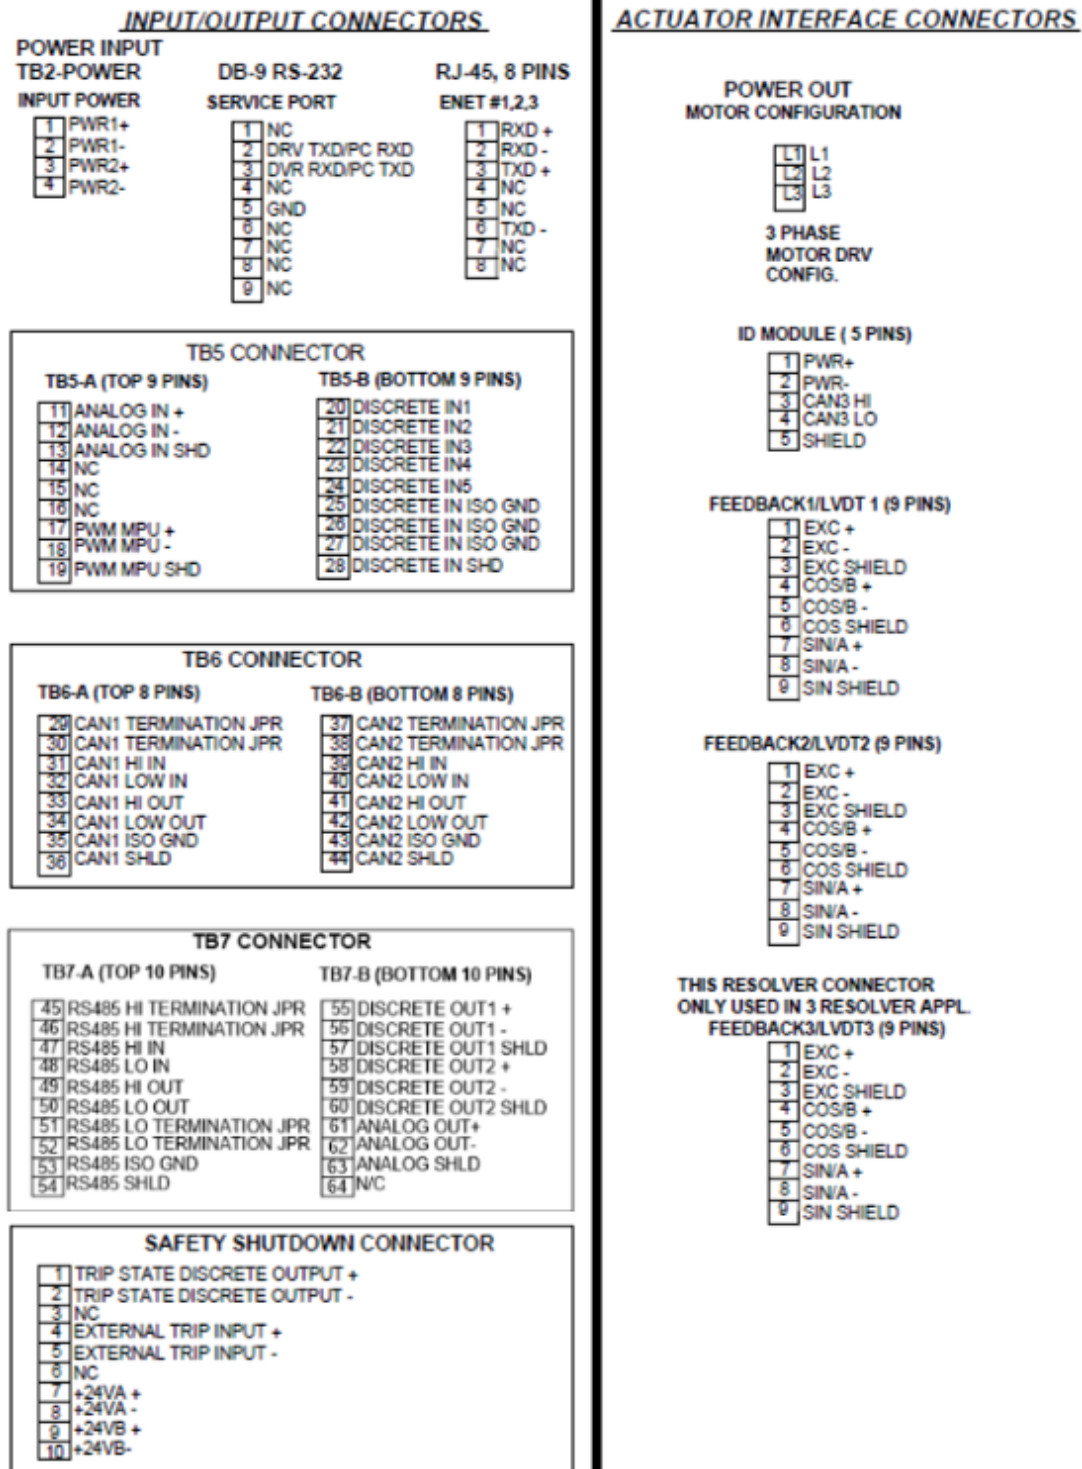 INPUT/OUTPUT CONNECTORS
POWER INPUT
TB2-POWER
INPUT POWER
1 PWR1+
2 PWR1-
3 PWR2+
4 PWR2-
DB-9 RS-232
SERVICE PORT
1 NC
2 DRV TXD/PC RXD
3 DVR RXD/PC TXD
4 NC
5 GND
6 NC
7 NC
8 NC
9 NC
RJ-45, 8 PINS
ENET #1,2,3
1 RXD +
2 RXD -
3 TXD +
4 NC
5 NC
6 TXD -
7 NC
8 NC
TB5 CONNECTOR
TB5-A (TOP 9 PINS)
11 ANALOG IN +
12 ANALOG IN -
13 ANALOG IN SHD
14 NC
15 NC
16 NC
17 PWM MPU +
18 PWM MPU -
19 PWM MPU SHD
TB5-B (BOTTOM 9 PINS)
20 DISCRETE IN1
21 DISCRETE IN2
22 DISCRETE IN3
23 DISCRETE IN4
24 DISCRETE IN5
25 DISCRETE IN ISO GND
26 DISCRETE IN ISO GND
27 DISCRETE IN ISO GND
28 DISCRETE IN SHD
TB6 CONNECTOR
TB6-A (TOP 8 PINS)
29 CAN1 TERMINATION JPR
30 CAN1 TERMINATION JPR
31 CAN1 HI IN
32 CAN1 LOW IN
33 CAN1 HI OUT
34 CAN1 LOW OUT
35 CAN1 ISO GND
36 CAN1 SHLD
TB6-B (BOTTOM 8 PINS)
37 CAN2 TERMINATION JPR
38 CAN2 TERMINATION JPR
39 CAN2 HI IN
40 CAN2 LOW IN
41 CAN2 HI OUT
42 CAN2 LOW OUT
43 CAN2 ISO GND
44 CAN2 SHLD
TB7 CONNECTOR
TB7-A (TOP 10 PINS)
45 RS485 HI TERMINATION JPR
46 RS485 HI TERMINATION JPR
47 RS485 HI IN
48 RS485 LO IN
49 RS485 HI OUT
50 RS485 LO OUT
51 RS485 LO TERMINATION JPR
52 RS485 LO TERMINATION JPR
53 RS485 ISO GND
54 RS485 SHLD
TB7-B (BOTTOM 10 PINS)
55 DISCRETE OUT1 +
56 DISCRETE OUT1 -
57 DISCRETE OUT1 SHLD
58 DISCRETE OUT2 +
59 DISCRETE OUT2 -
60 DISCRETE OUT2 SHLD
61 ANALOG OUT+
62 ANALOG OUT-
63 ANALOG SHLD
64 N/C
SAFETY SHUTDOWN CONNECTOR
1 TRIP STATE DISCRETE OUTPUT +
2 TRIP STATE DISCRETE OUTPUT -
3 NC
4 EXTERNAL TRIP INPUT +
5 EXTERNAL TRIP INPUT -
6 NC
7 +24VA +
8 +24VA -
9 +24VB +
10 +24VB-
ACTUATOR INTERFACE CONNECTORS
POWER OUT
MOTOR CONFIGURATION
L1 L1
L2 L2
L3 L3
3 PHASE
MOTOR DRV
CONFIG.
ID MODULE ( 5 PINS)
1 PWR+
2 PWR-
3 CAN3 HI
4 CAN3 LO
5 SHIELD
FEEDBACK1/LVDT 1 (9 PINS)
1 EXC +
2 EXC -
3 EXC SHIELD
4 COS/B +
5 COS/B -
6 COS SHIELD
7 SIN/A +
8 SIN/A -
9 SIN SHIELD
FEEDBACK2/LVDT2 (9 PINS)
1 EXC +
2 EXC -
3 EXC SHIELD
4 COS/B +
5 COS/B -
6 COS SHIELD
7 SIN/A +
8 SIN/A -
9 SIN SHIELD
THIS RESOLVER CONNECTOR
ONLY USED IN 3 RESOLVER APPL.
FEEDBACK3/LVDT3 (9 PINS)
1 EXC +
2 EXC -
3 EXC SHIELD
4 COS/B +
5 COS/B -
6 COS SHIELD
7 SIN/A +
8 SIN/A -
9 SIN SHIELD